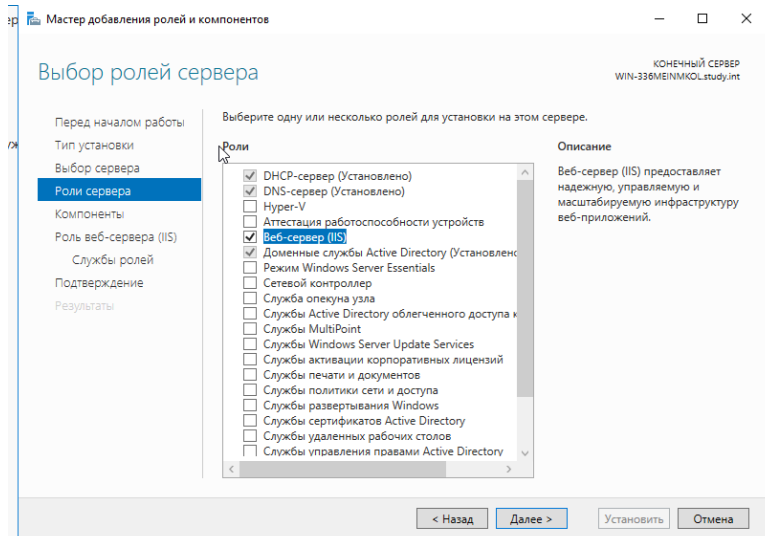 Мастер добавления ролей и компонентов
Выбор ролей сервера
КОНЕЧНЫЙ СЕРВЕР
WIN-336MEINMKOL.study.int
Перед началом работы
Тип установки
Выбор сервера
Роли сервера
Компоненты
Роль веб-сервера (IIS)
Службы ролей
Подтверждение
Результаты
Выберите одну или несколько ролей для установки на этом сервере.
Роли
DHCP-сервер (Установлено)
DNS-сервер (Установлено)
Hyper-V
Аттестация работоспособности устройств
Веб-сервер (IIS)
Доменные службы Active Directory (Установлено
Режим Windows Server Essentials
Сетевой контроллер
Служба опекуна узла
Службы Active Directory облегченного доступа к
Службы MultiPoint
Службы Windows Server Update Services
Службы активации корпоративных лицензий
Службы печати и документов
Службы политики сети и доступа
Службы развертывания Windows
Службы сертификатов Active Directory
Службы удаленных рабочих столов
Службы управления правами Active Directory
Описание
Веб-сервер (IIS) предоставляет
надежную, управляемую и
масштабируемую инфраструктуру
веб-приложений.
< Назад
Далее >
Установить
Отмена